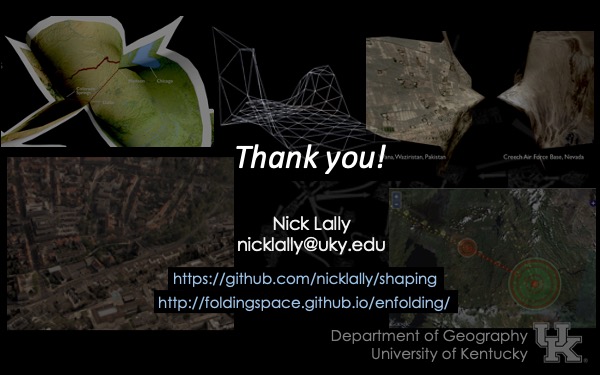 Wana, Waziristan, Pakistan
Creech Air Force Base, Nevada
Thank you!
Nick Lally
nicklally@uky.edu
https://github.com/nicklally/shaping
http://foldingspace.github.io/enfolding/
Department of Geography
University of Kentucky
UK